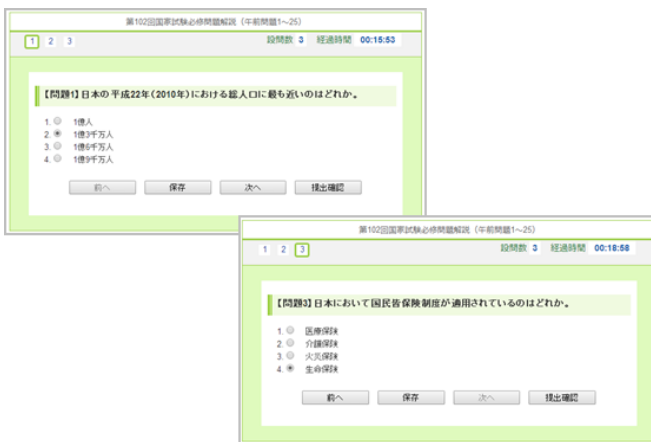 第102回国家試験必修問題解説（午前問題1～25）
1 2 3 設問数 3 経過時間 00:15:53
【問題1】日本の平成22年（2010年）における総人口に最も近いのはどれか。
1. 1億人
2. 1億3千万人
3. 1億6千万人
4. 1億9千万人
前へ 保存 次へ 提出確認
第102回国家試験必修問題解説（午前問題1～25）
1 2 3 設問数 3 経過時間 00:18:58
【問題3】日本において国民皆保険制度が適用されているのはどれか。
1. 医療保険
2. 介護保険
3. 火災保険
4. 生命保険
前へ 保存 次へ 提出確認